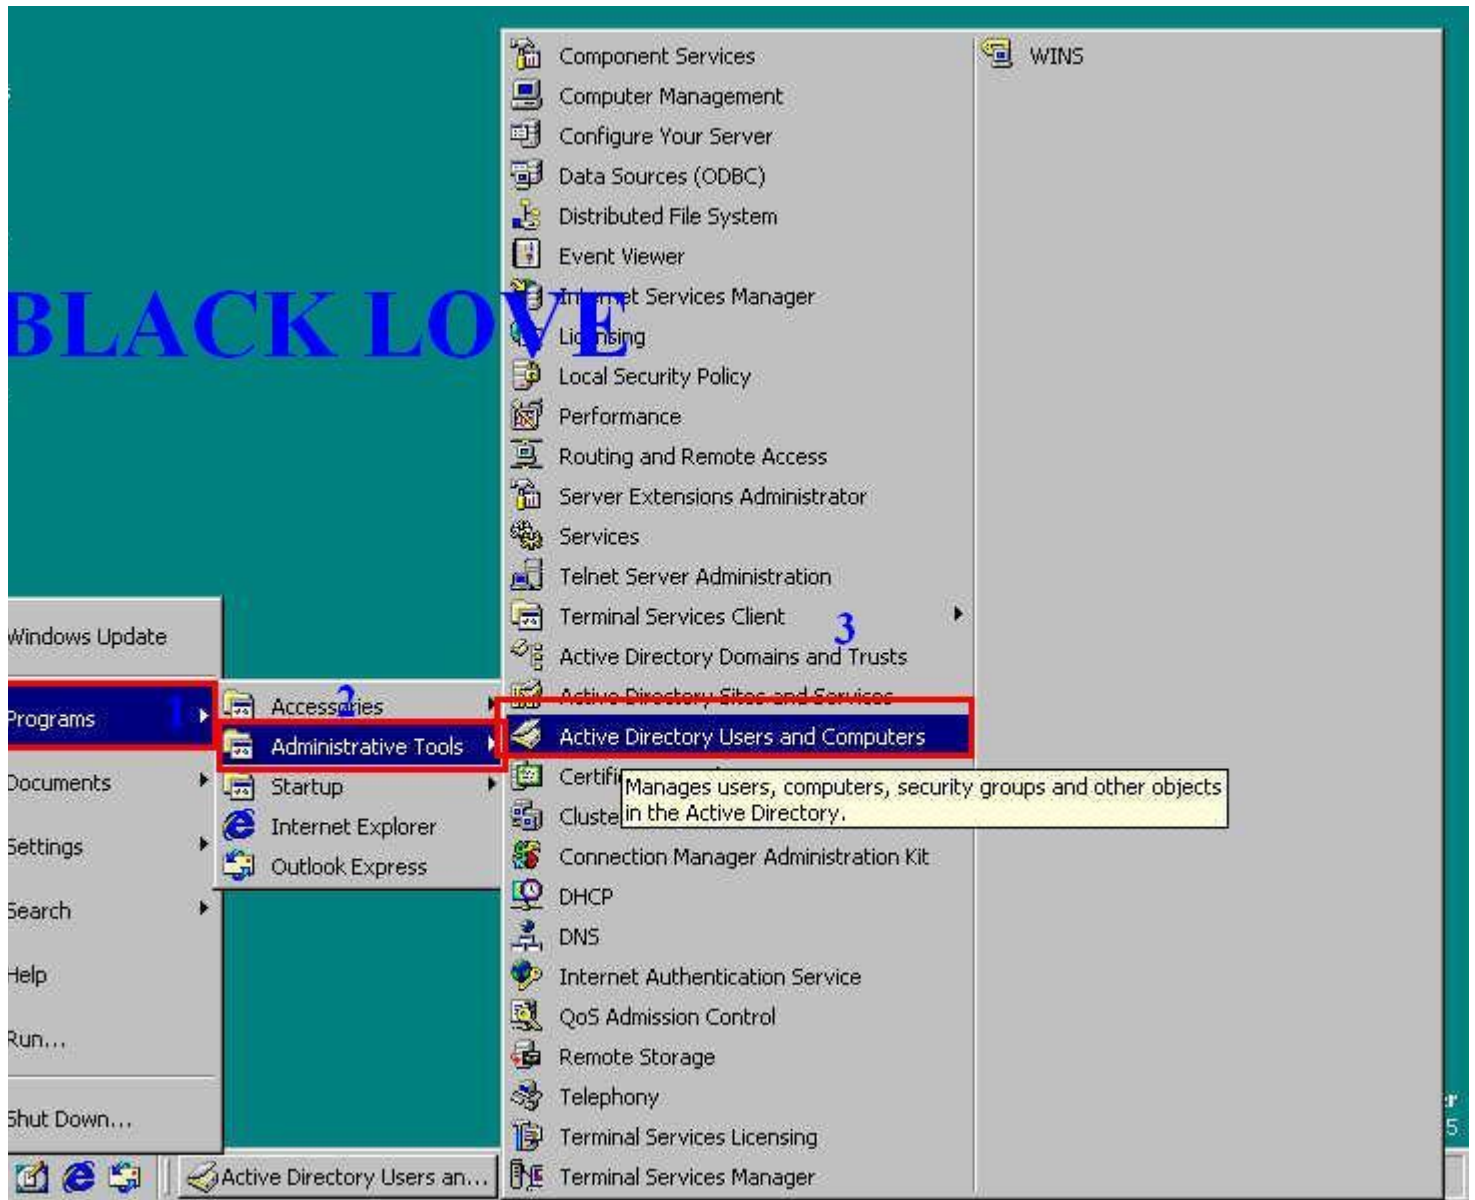 Component Services
WINS
Computer Management
Configure Your Server
Data Sources (ODBC)
Distributed File System
Event Viewer
Internet Services Manager
BLACK LOVE
Licensing
Local Security Policy
Performance
Routing and Remote Access
Server Extensions Administrator
Services
Telnet Server Administration
Terminal Services Client
3
Active Directory Domains and Trusts
Active Directory Sites and Services
Active Directory Users and Computers
Manages users, computers, security groups and other objects
in the Active Directory.
Connection Manager Administration Kit
DHCP
DNS
Internet Authentication Service
QoS Admission Control
Remote Storage
Telephony
Terminal Services Licensing
Terminal Services Manager
Windows Update
Programs
1
Documents
Settings
Search
Help
Run...
Shut Down...
2
Accessories
Administrative Tools
Startup
Internet Explorer
Outlook Express
Active Directory Users an...